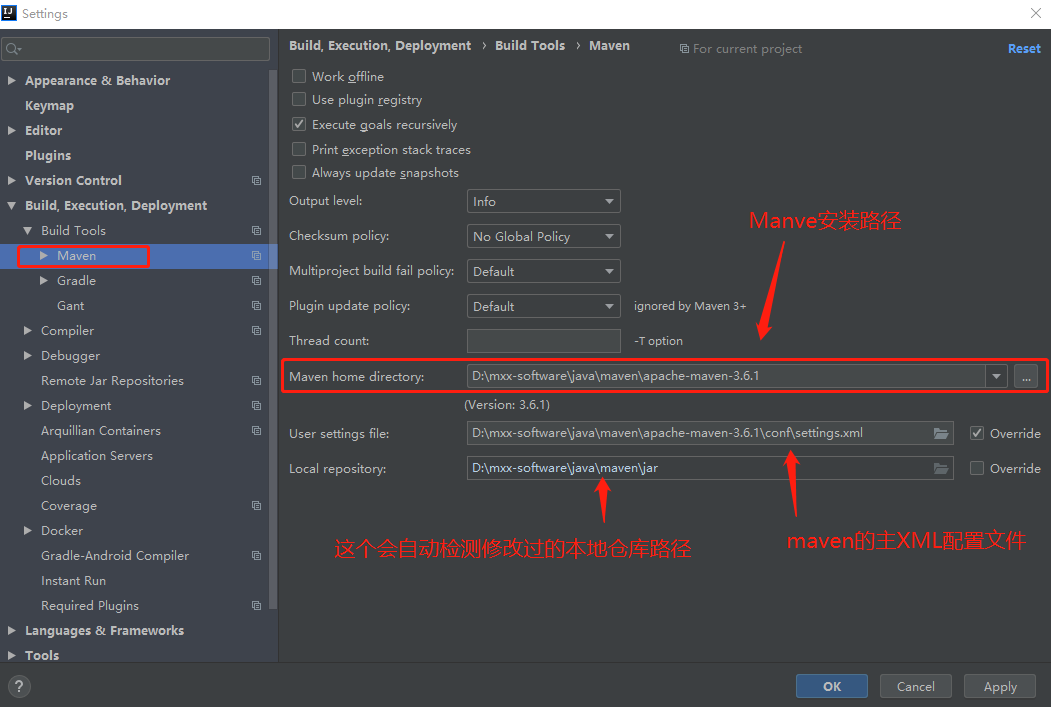 Settings
Build, Execution, Deployment › Build Tools › Maven For current project Reset
Appearance & Behavior
Keymap
Editor
Plugins
Version Control
Build, Execution, Deployment
Build Tools
Maven
Gradle
Gant
Compiler
Debugger
Remote Jar Repositories
Deployment
Arquillian Containers
Application Servers
Clouds
Coverage
Docker
Gradle-Android Compiler
Instant Run
Required Plugins
Languages & Frameworks
Tools
Work offline
Use plugin registry
Execute goals recursively
Print exception stack traces
Always update snapshots
Output level: Info
Manve安装路径
Checksum policy: No Global Policy
Multiproject build fail policy: Default
Plugin update policy: Default ignored by Maven 3+
Thread count: -T option
Maven home directory: D:\mxx-software\java\maven\apache-maven-3.6.1 ...
(Version: 3.6.1)
User settings file: D:\mxx-software\java\maven\apache-maven-3.6.1\conf\settings.xml Override
Local repository: D:\mxx-software\java\maven\jar Override
这个会自动检测修改过的本地仓库路径
maven的主XML配置文件
? OK Cancel Apply